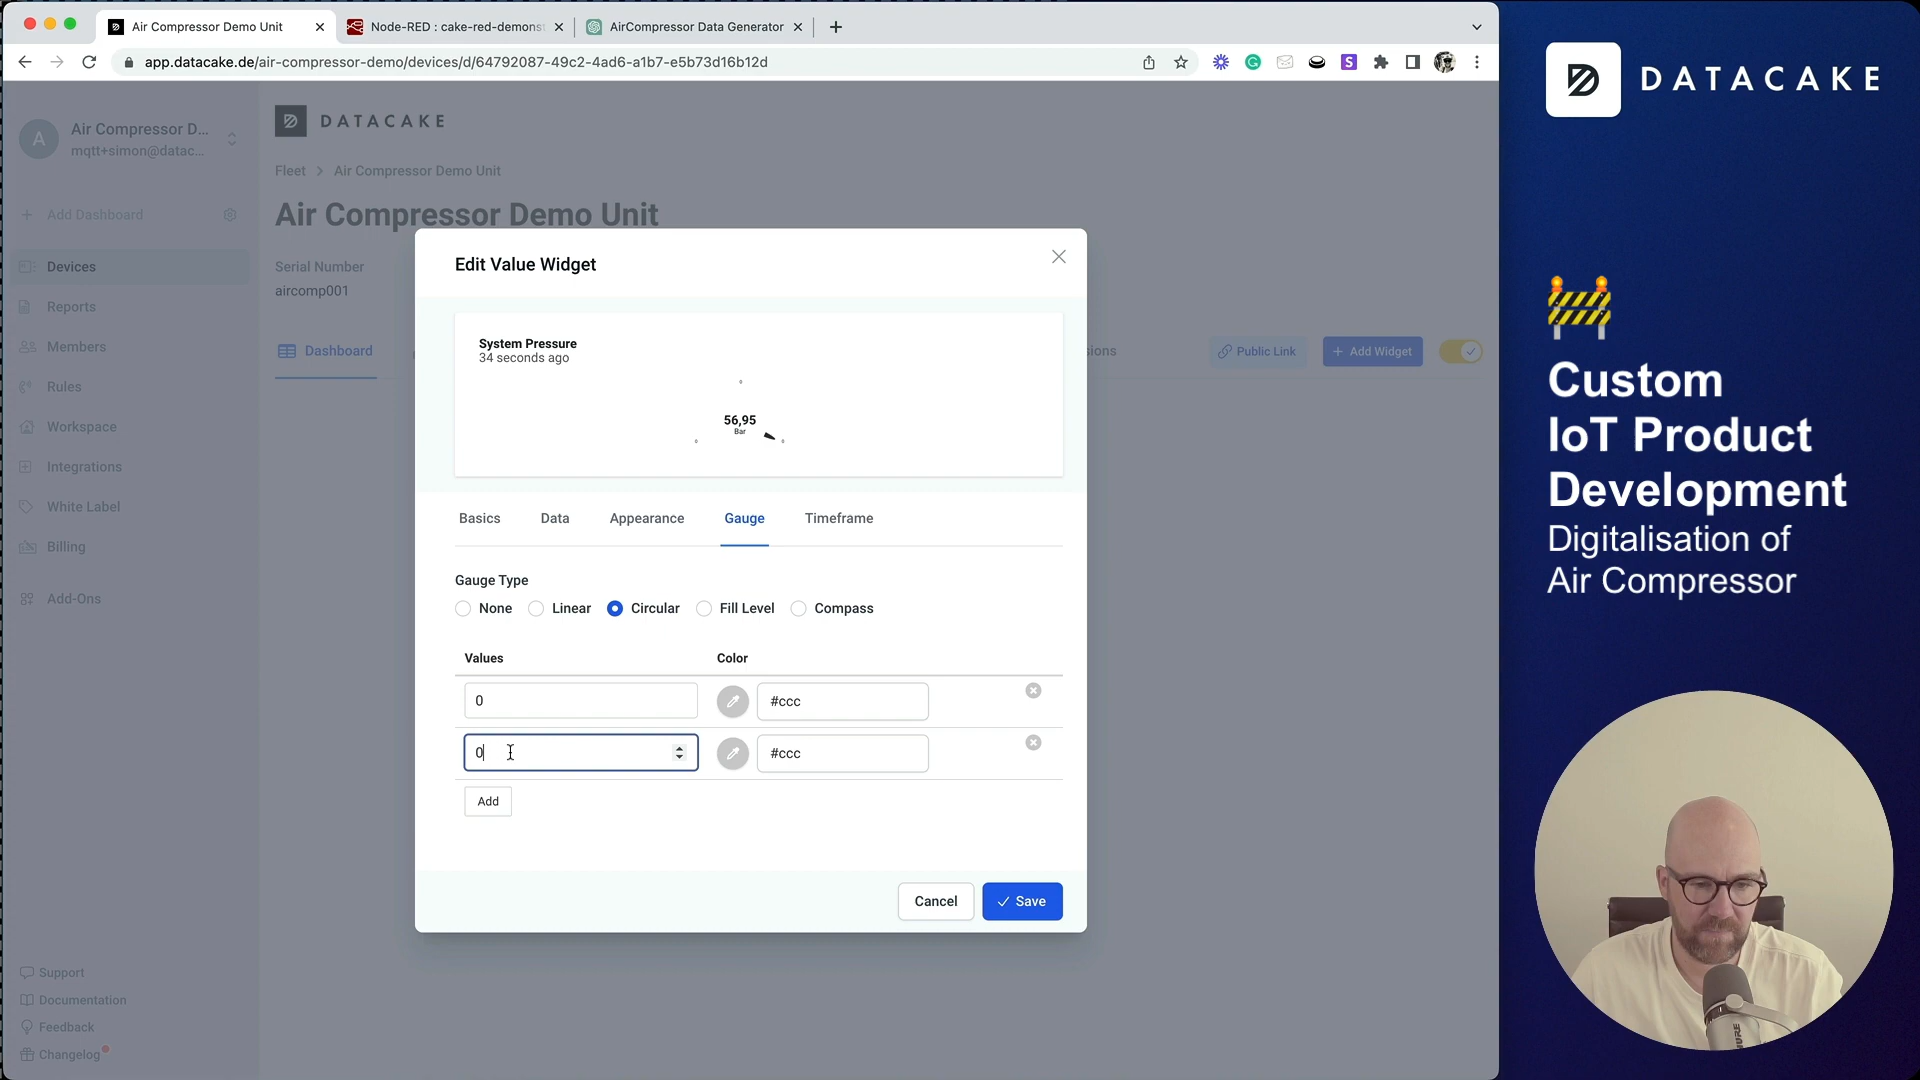 Air Compressor Demo Unit
Node-RED : cake-red-demonst
AirCompressor Data Generator
app.datacake.de/air-compressor-demo/devices/d/64792087-49c2-4ad6-a1b7-e5b73d16b12d
DATACAKE
A
Air Compressor D...
mqtt+simon@datac...
DATACAKE
Fleet > Air Compressor Demo Unit
Add Dashboard
Air Compressor Demo Unit
Devices
Reports
Members
Rules
Workspace
Integrations
White Label
Billing
Add-Ons
Serial Number
aircomp001
Dashboard
sions
Public Link
+ Add Widget
Edit Value Widget
System Pressure
34 seconds ago
0
56,95
Bar
0
0
Basics
Data
Appearance
Gauge
Timeframe
Gauge Type
None
Linear
Circular
Fill Level
Compass
Values
Color
0
#ccc
0
#ccc
Add
Cancel
Save
Support
Documentation
Feedback
Changelog
Custom
IoT Product
Development
Digitalisation of
Air Compressor